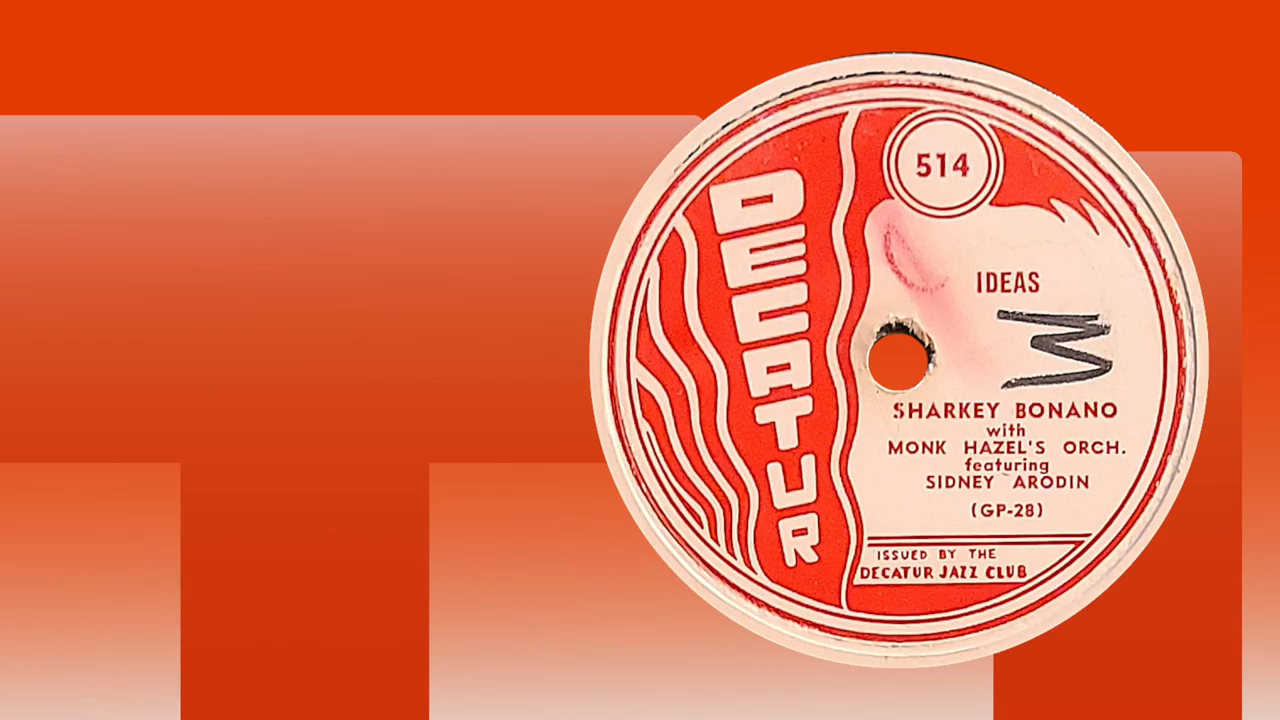 DECATUR
514
IDEAS
SHARKEY BONANO
with
MONK HAZEL'S ORCH.
featuring
SIDNEY ARODIN
(GP-28)
ISSUED BY THE
DECATUR JAZZ CLUB